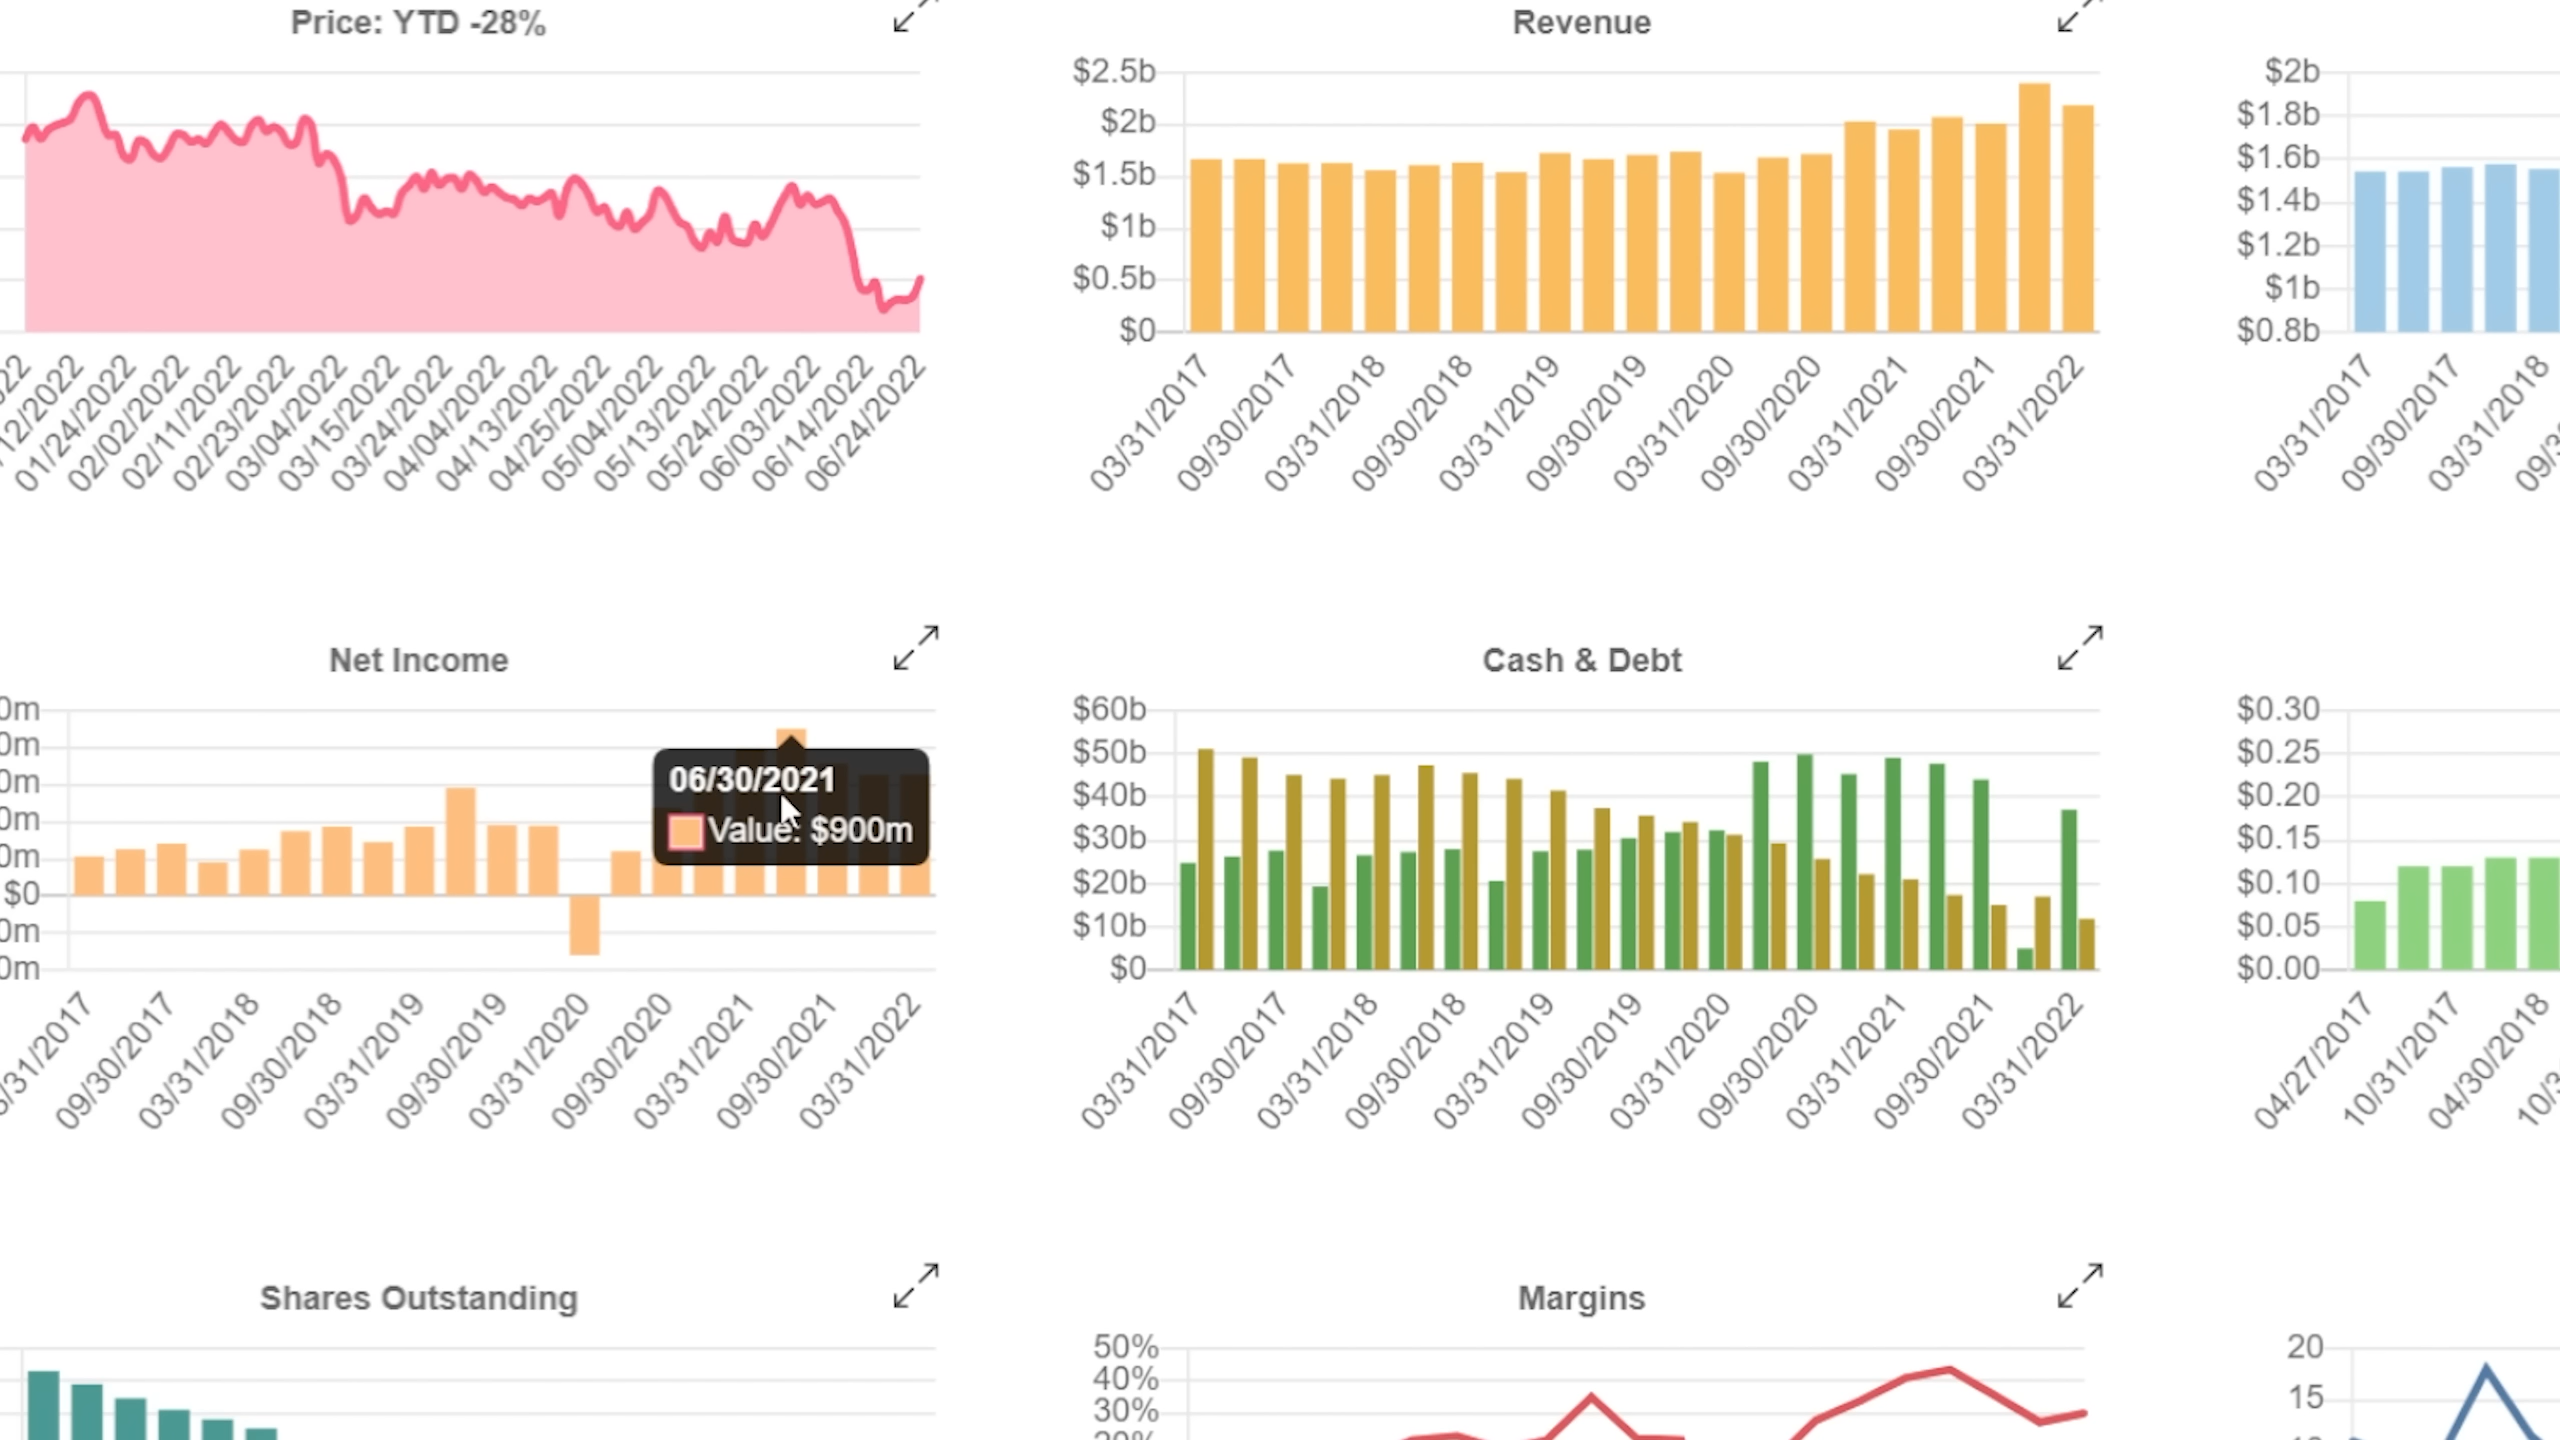 Price: YTD -28%
01/24/2022
02/02/2022
02/11/2022
02/23/2022
03/04/2022
03/15/2022
03/24/2022
04/04/2022
04/13/2022
04/25/2022
05/04/2022
05/13/2022
05/24/2022
06/03/2022
06/14/2022
06/24/2022
Revenue
$2.5b
$2b
$1.5b
$1b
$0.5b
$0
03/31/2017
09/30/2017
03/31/2018
09/30/2018
03/31/2019
09/30/2019
03/31/2020
09/30/2020
03/31/2021
09/30/2021
03/31/2022
$2b
$1.8b
$1.6b
$1.4b
$1.2b
$1b
$0.8b
03/31/2017
09/30/2017
03/31/2018
Net Income
0m
0m
0m
0m
0m
$0
0m
0m
06/30/2021
Value: $900m
/31/2017
09/30/2017
03/31/2018
09/30/2018
03/31/2019
09/30/2019
03/31/2020
09/30/2020
03/31/2021
09/30/2021
03/31/2022
Cash & Debt
$60b
$50b
$40b
$30b
$20b
$10b
$0
03/31/2017
09/30/2017
03/31/2018
09/30/2018
03/31/2019
09/30/2019
03/31/2020
09/30/2020
03/31/2021
09/30/2021
03/31/2022
$0.30
$0.25
$0.20
$0.15
$0.10
$0.05
$0.00
04/27/2017
10/31/2017
04/30/2018
Shares Outstanding
Margins
50%
40%
30%
20
15